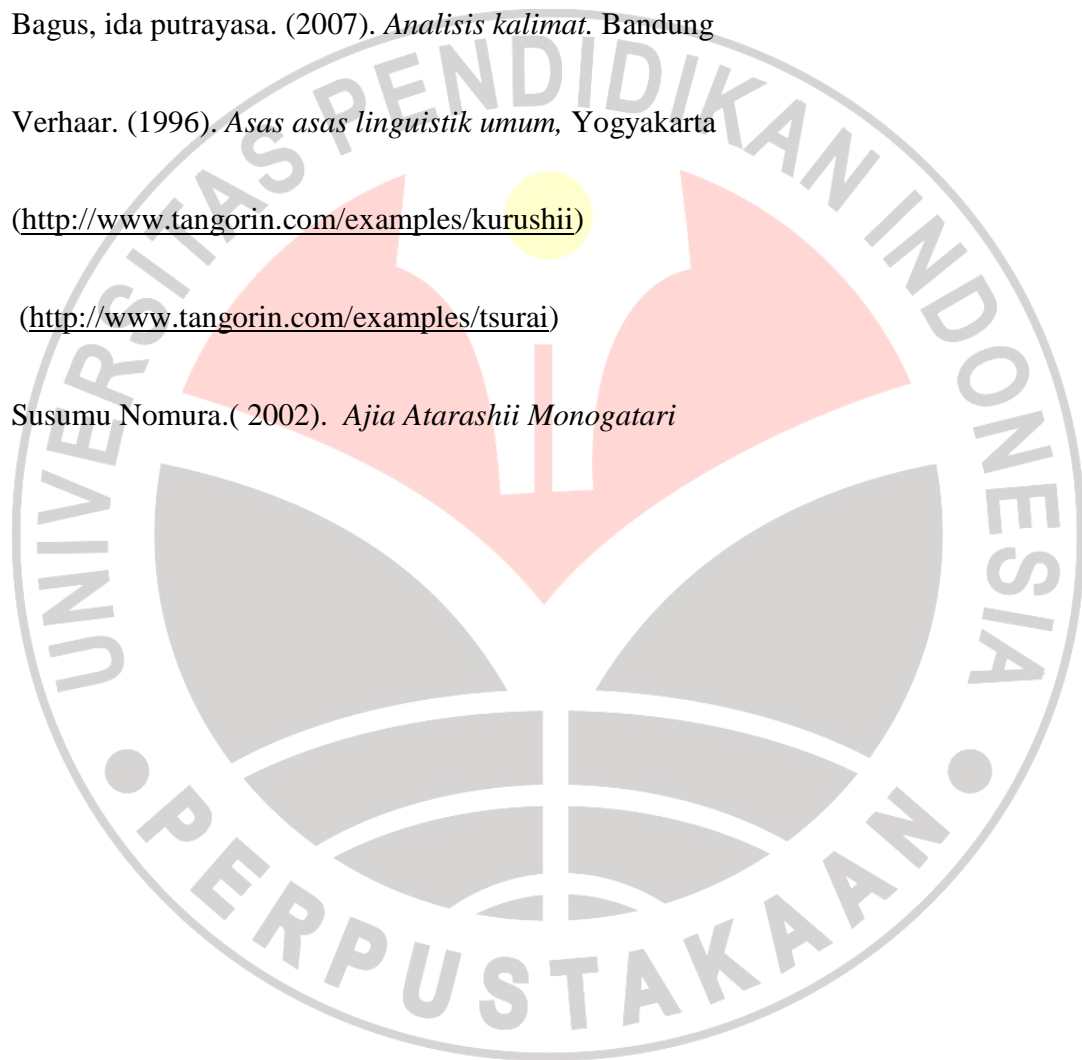 Bagus, ida putrayasa. (2007). Analisis kalimat. Bandung
Verhaar. (1996). Asas asas linguistik umum, Yogyakarta
(http://www.tangorin.com/examples/kurushii)
(http://www.tangorin.com/examples/tsurai)
Susumu Nomura.( 2002).  Ajia Atarashii Monogatari
UNIVERSITAS PENDIDIKAN INDONESIA
PERPUSTAKAAN